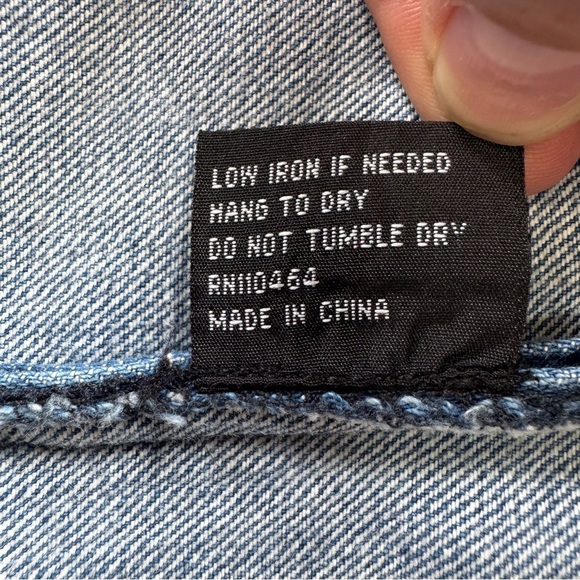 LOW IRON IF NEEDED
HANG TO DRY
DO NOT TUMBLE DRY
RN110464
MADE IN CHINA